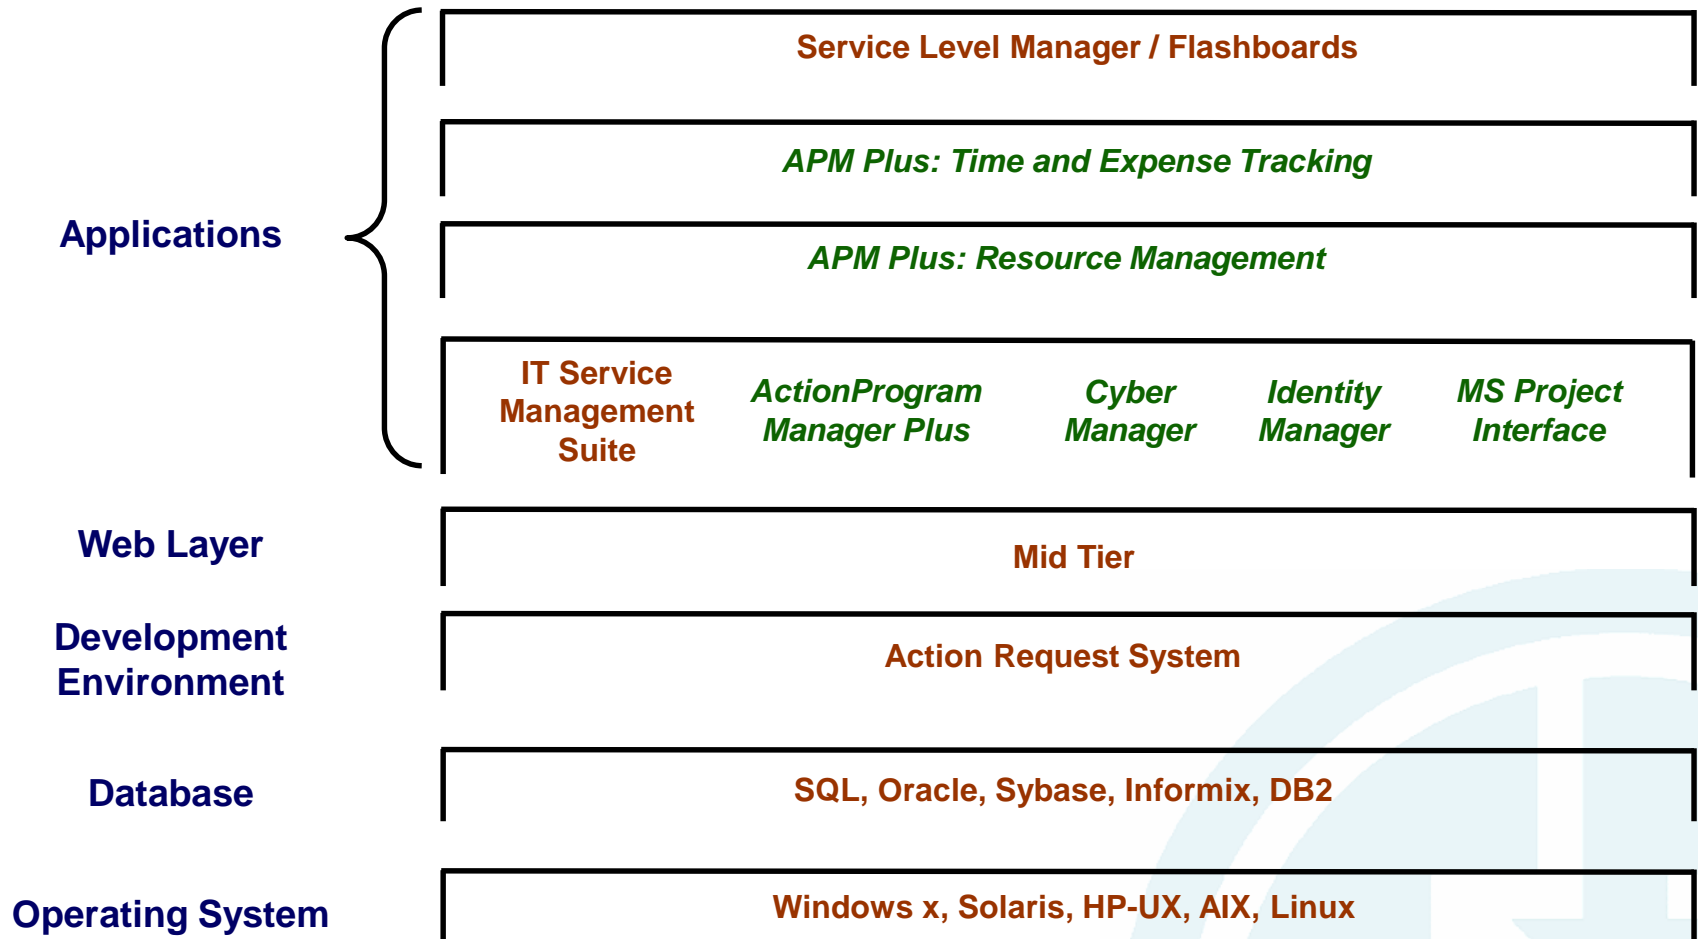 Service Level Manager / Flashboards
APM Plus: Time and Expense Tracking
Applications
APM Plus: Resource Management
IT Service
Management
Suite
ActionProgram
Manager Plus
Cyber
Manager
Identity
Manager
MS Project
Interface
Web Layer
Mid Tier
Development
Environment
Action Request System
Database
SQL, Oracle, Sybase, Informix, DB2
Operating System
Windows x, Solaris, HP-UX, AIX, Linux